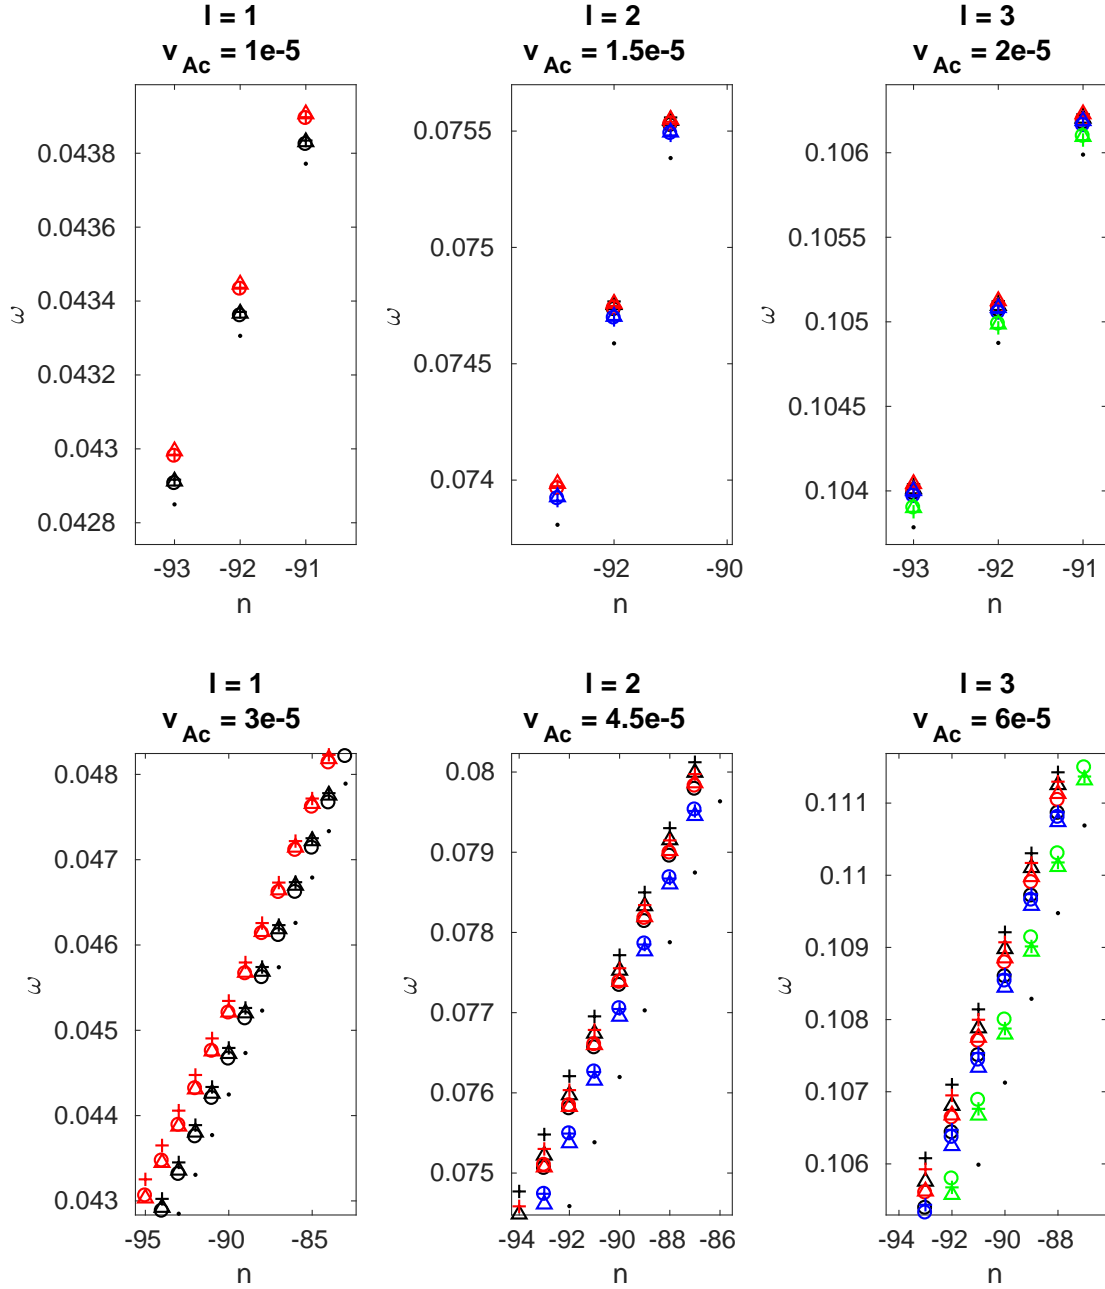 l = 1
v Ac = 1e-5
0.0438
0.0436
0.0434
0.0432
0.043
0.0428
ω
-93 -92 -91
n
l = 2
v Ac = 1.5e-5
0.0755
0.075
0.0745
0.074
ω
-92 -90
n
l = 3
v Ac = 2e-5
0.106
0.1055
0.105
0.1045
0.104
ω
-93 -92 -91
n
l = 1
v Ac = 3e-5
0.048
0.047
0.046
0.045
0.044
0.043
ω
-95 -90 -85
n
l = 2
v Ac = 4.5e-5
0.08
0.079
0.078
0.077
0.076
0.075
ω
-94 -92 -90 -88 -86
n
l = 3
v Ac = 6e-5
0.111
0.11
0.109
0.108
0.107
0.106
ω
-94 -92 -90 -88
n